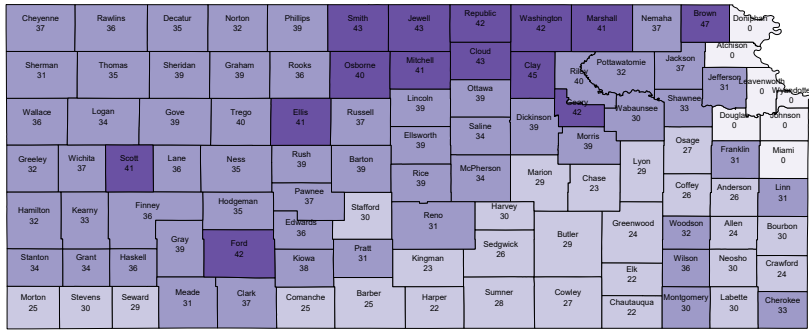 Cheyenne
37
Rawlins
36
Decatur
35
Norton
32
Phillips
39
Smith
43
Jewell
43
Republic
42
Washington
42
Marshall
41
Nemaha
37
Brown
47
Doniphan
0
Atchison
0
Sherman
31
Thomas
35
Sheridan
39
Graham
39
Rooks
36
Osborne
40
Mitchell
41
Cloud
43
Clay
45
Riley
40
Pottawatomie
32
Jackson
37
Jefferson
31
Leavenworth
0
Wyandotte
0
Wallace
36
Logan
34
Gove
39
Trego
40
Ellis
41
Russell
37
Lincoln
39
Ottawa
39
Dickinson
39
Geary
42
Wabaunsee
30
Shawnee
33
Douglas
0
Johnson
0
Ellsworth
39
Saline
34
Morris
39
Osage
27
Franklin
31
Miami
0
Greeley
32
Wichita
37
Scott
41
Lane
36
Ness
35
Rush
39
Barton
39
Rice
39
McPherson
34
Marion
29
Chase
23
Lyon
29
Coffey
26
Anderson
26
Linn
31
Hamilton
32
Kearny
33
Finney
36
Hodgeman
35
Pawnee
37
Stafford
30
Reno
31
Harvey
30
Gray
39
Ford
42
Edwards
36
Pratt
31
Kingman
23
Sedgwick
26
Butler
29
Greenwood
24
Woodson
32
Allen
24
Bourbon
30
Stanton
34
Grant
34
Haskell
36
Kiowa
38
Elk
22
Wilson
36
Neosho
30
Crawford
24
Morton
25
Stevens
30
Seward
29
Meade
31
Clark
37
Comanche
25
Barber
25
Harper
22
Sumner
28
Cowley
27
Chautauqua
22
Montgomery
30
Labette
30
Cherokee
33